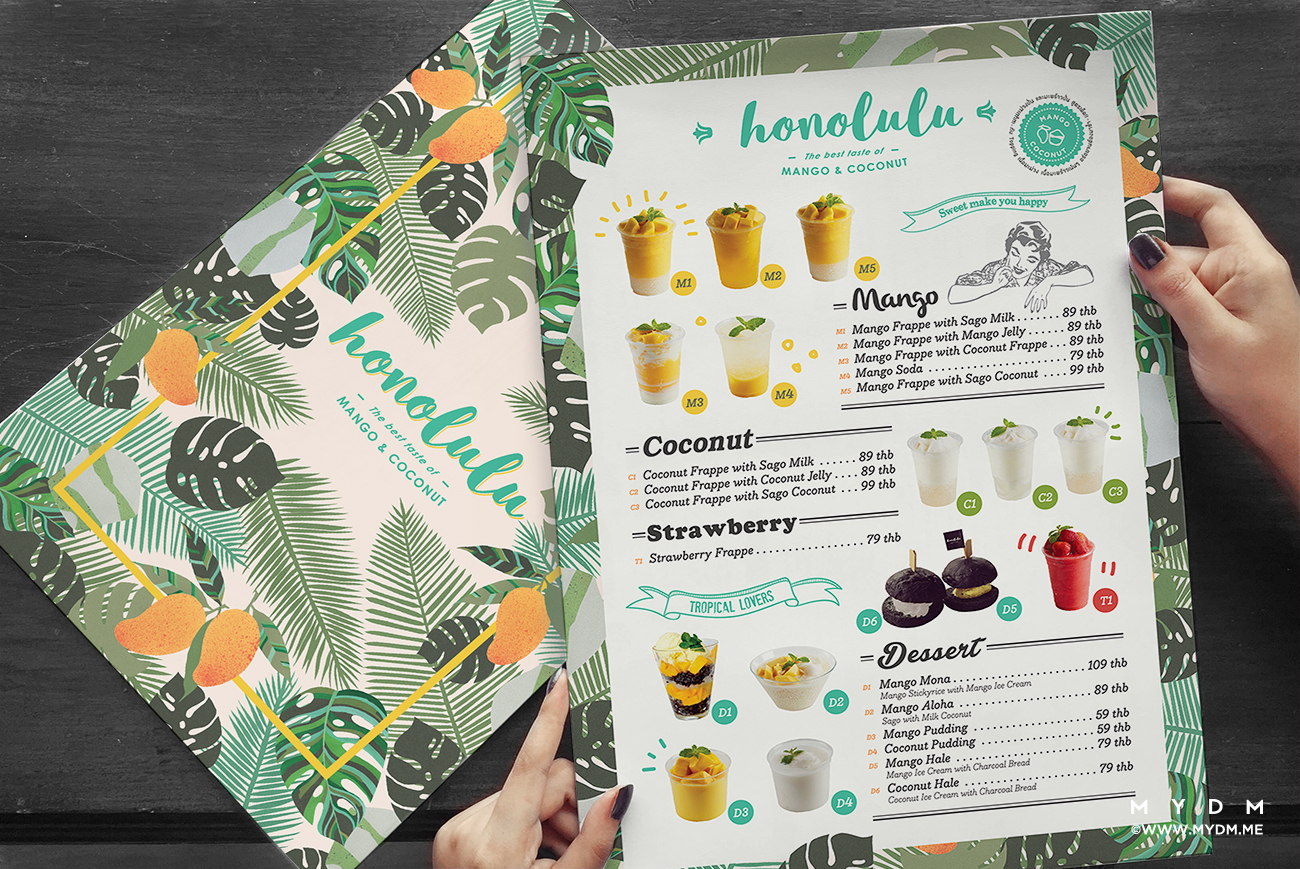 honolulu
– The best taste of –
MANGO & COCONUT
honolulu
– The best taste of –
MANGO & COCONUT
MANGO
COCONUT
Sweet make you happy
M1
M2
M5
M3
M4
Mango
M1 Mango Frappe with Sago Milk ...... 89 thb
M2 Mango Frappe with Mango Jelly ...... 89 thb
M3 Mango Frappe with Coconut Frappe ... 89 thb
M4 Mango Soda .................... 79 thb
M5 Mango Frappe with Sago Coconut .... 99 thb
Coconut
C1 Coconut Frappe with Sago Milk ...... 89 thb
C2 Coconut Frappe with Coconut Jelly .... 89 thb
C3 Coconut Frappe with Sago Coconut ... 99 thb
C1
C2
C3
Strawberry
T1 Strawberry Frappe .................... 79 thb
TROPICAL LOVERS
D6
D5
T1
D1
D2
D3
D4
Dessert
D1 Mango Mona .................... 109 thb
Mango Stickyrice with Mango Ice Cream
D2 Mango Aloha .................... 89 thb
Sago with Milk Coconut
D3 Mango Pudding .................... 59 thb
D4 Coconut Pudding .................... 59 thb
D5 Mango Hale .................... 79 thb
Mango Ice Cream with Charcoal Bread
D6 Coconut Hale .................... 79 thb
Coconut Ice Cream with Charcoal Bread
MYDM
©WWW.MYDM.ME